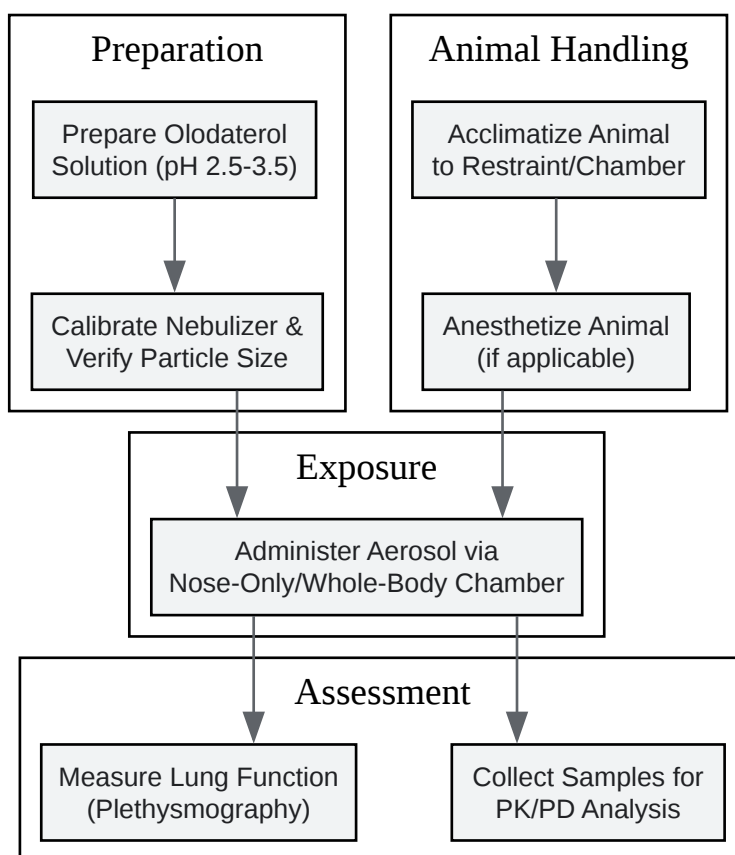 Preparation
Prepare Olodaterol
Solution (pH 2.5-3.5)
Calibrate Nebulizer &
Verify Particle Size
Animal Handling
Acclimatize Animal
to Restraint/Chamber
Anesthetize Animal
(if applicable)
Exposure
Administer Aerosol via
Nose-Only/Whole-Body Chamber
Assessment
Measure Lung Function
(Plethysmography)
Collect Samples for
PK/PD Analysis